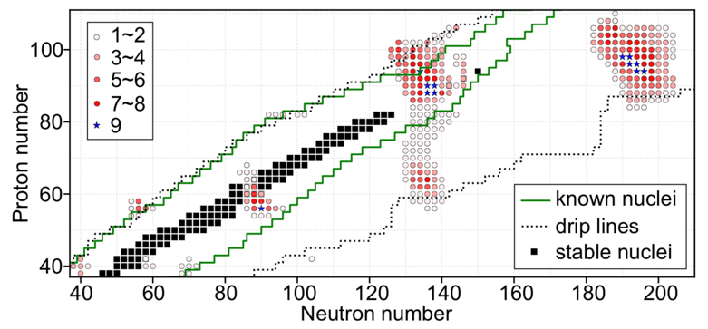 1~2
3~4
5~6
7~8
9
100
80
60
40
Proton number
known nuclei
drip lines
stable nuclei
40 60 80 100 120 140 160 180 200
Neutron number